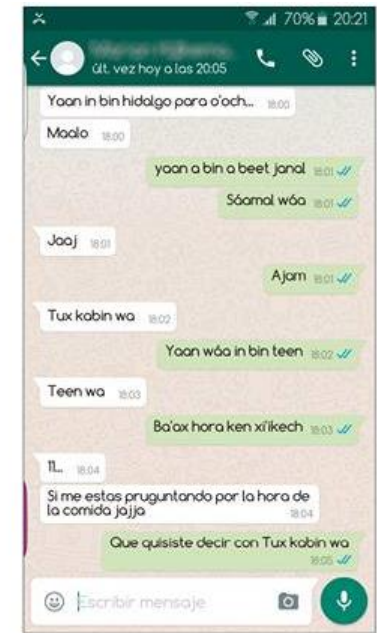 70% 20:21
últ. vez hoy a las 20:05
Yaan in bin hidalgo para o'och... 18:00
Maalo 18:00
yaan a bin a beet janal 18:01
Sáamal wáa 18:01
Jaaj 18:01
Ajam 18:01
Tux kabin wa 18:02
Yaan wáa in bin teen 18:02
Teen wa 18:03
Ba'ax hora ken xi'ikech 18:03
11... 18:04
Si me estas pruguntando por la hora de
la comida jajja 18:04
Que quisiste decir con Tux kabin wa
18:05
Escribir mensaje